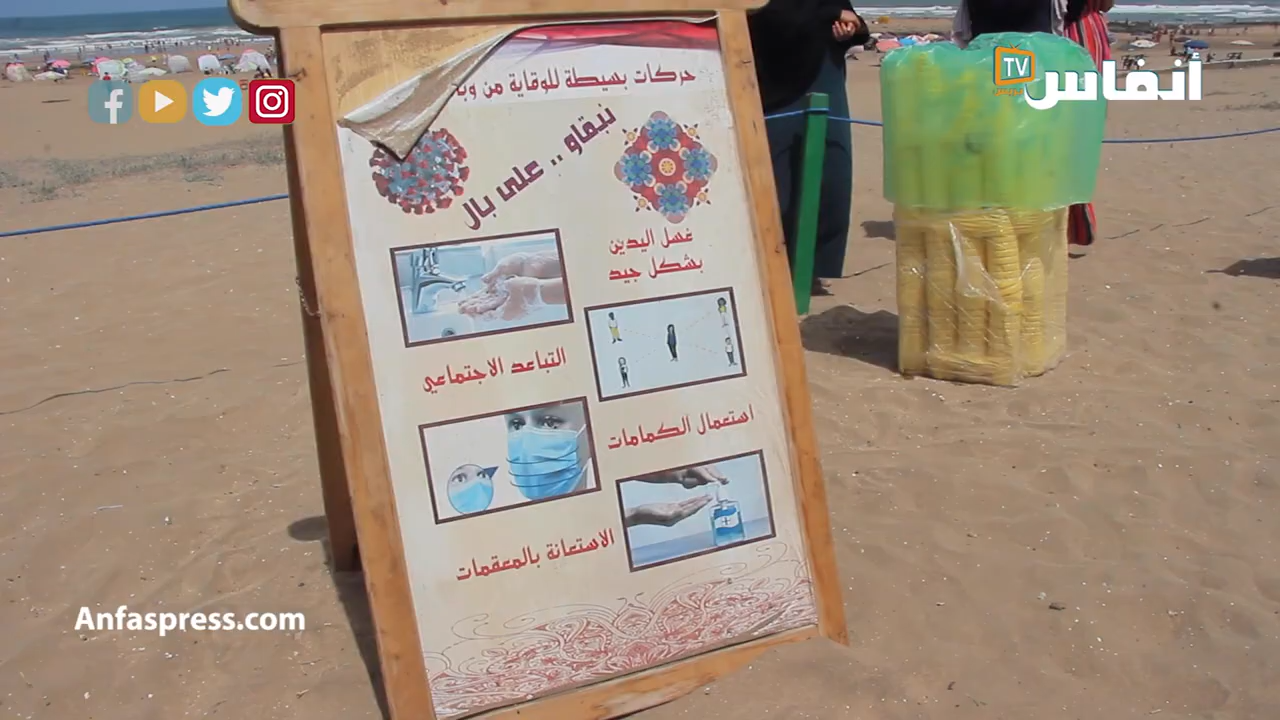 TV
أنفاس
حركات بسيطة للوقاية من
نبقاو .. على بال
غسل اليدين
بشكل جيد
التباعد الاجتماعي
استعمال الكمامات
الاستعانة بالمعقمات
Anfaspress.com